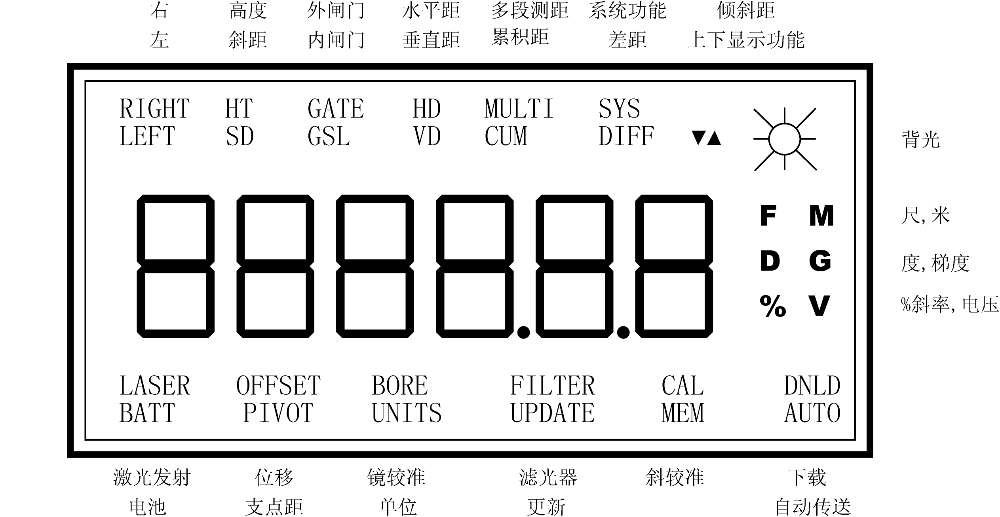 右 高度 外闸门 水平距 多段测距 系统功能 倾斜距
左 斜距 内闸门 垂直距 累积距 差距 上下显示功能
RIGHT HT GATE HD MULTI SYS
LEFT SD GSL VD CUM DIFF ▼▲
背光
8888.8.8
F M 尺,米
D G 度,梯度
% V %斜率,电压
LASER OFFSET BORE FILTER CAL DNLD
BATT PIVOT UNITS UPDATE MEM AUTO
激光发射 位移 镜较准 滤光器 斜较准 下载
电池 支点距 单位 更新 自动传送